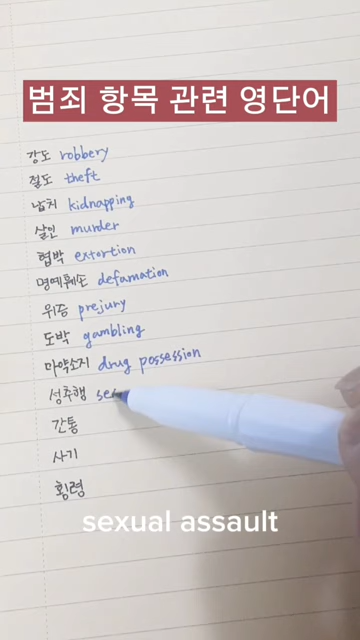 범죄 항목 관련 영단어
강도 robbery
절도 theft
납치 kidnapping
살인 murder
협박 extortion
명예훼손 defamation
위증 prejury
도박 gambling
마약소지 drug possession
성추행 sex
간통
사기
횡령
sexual assault